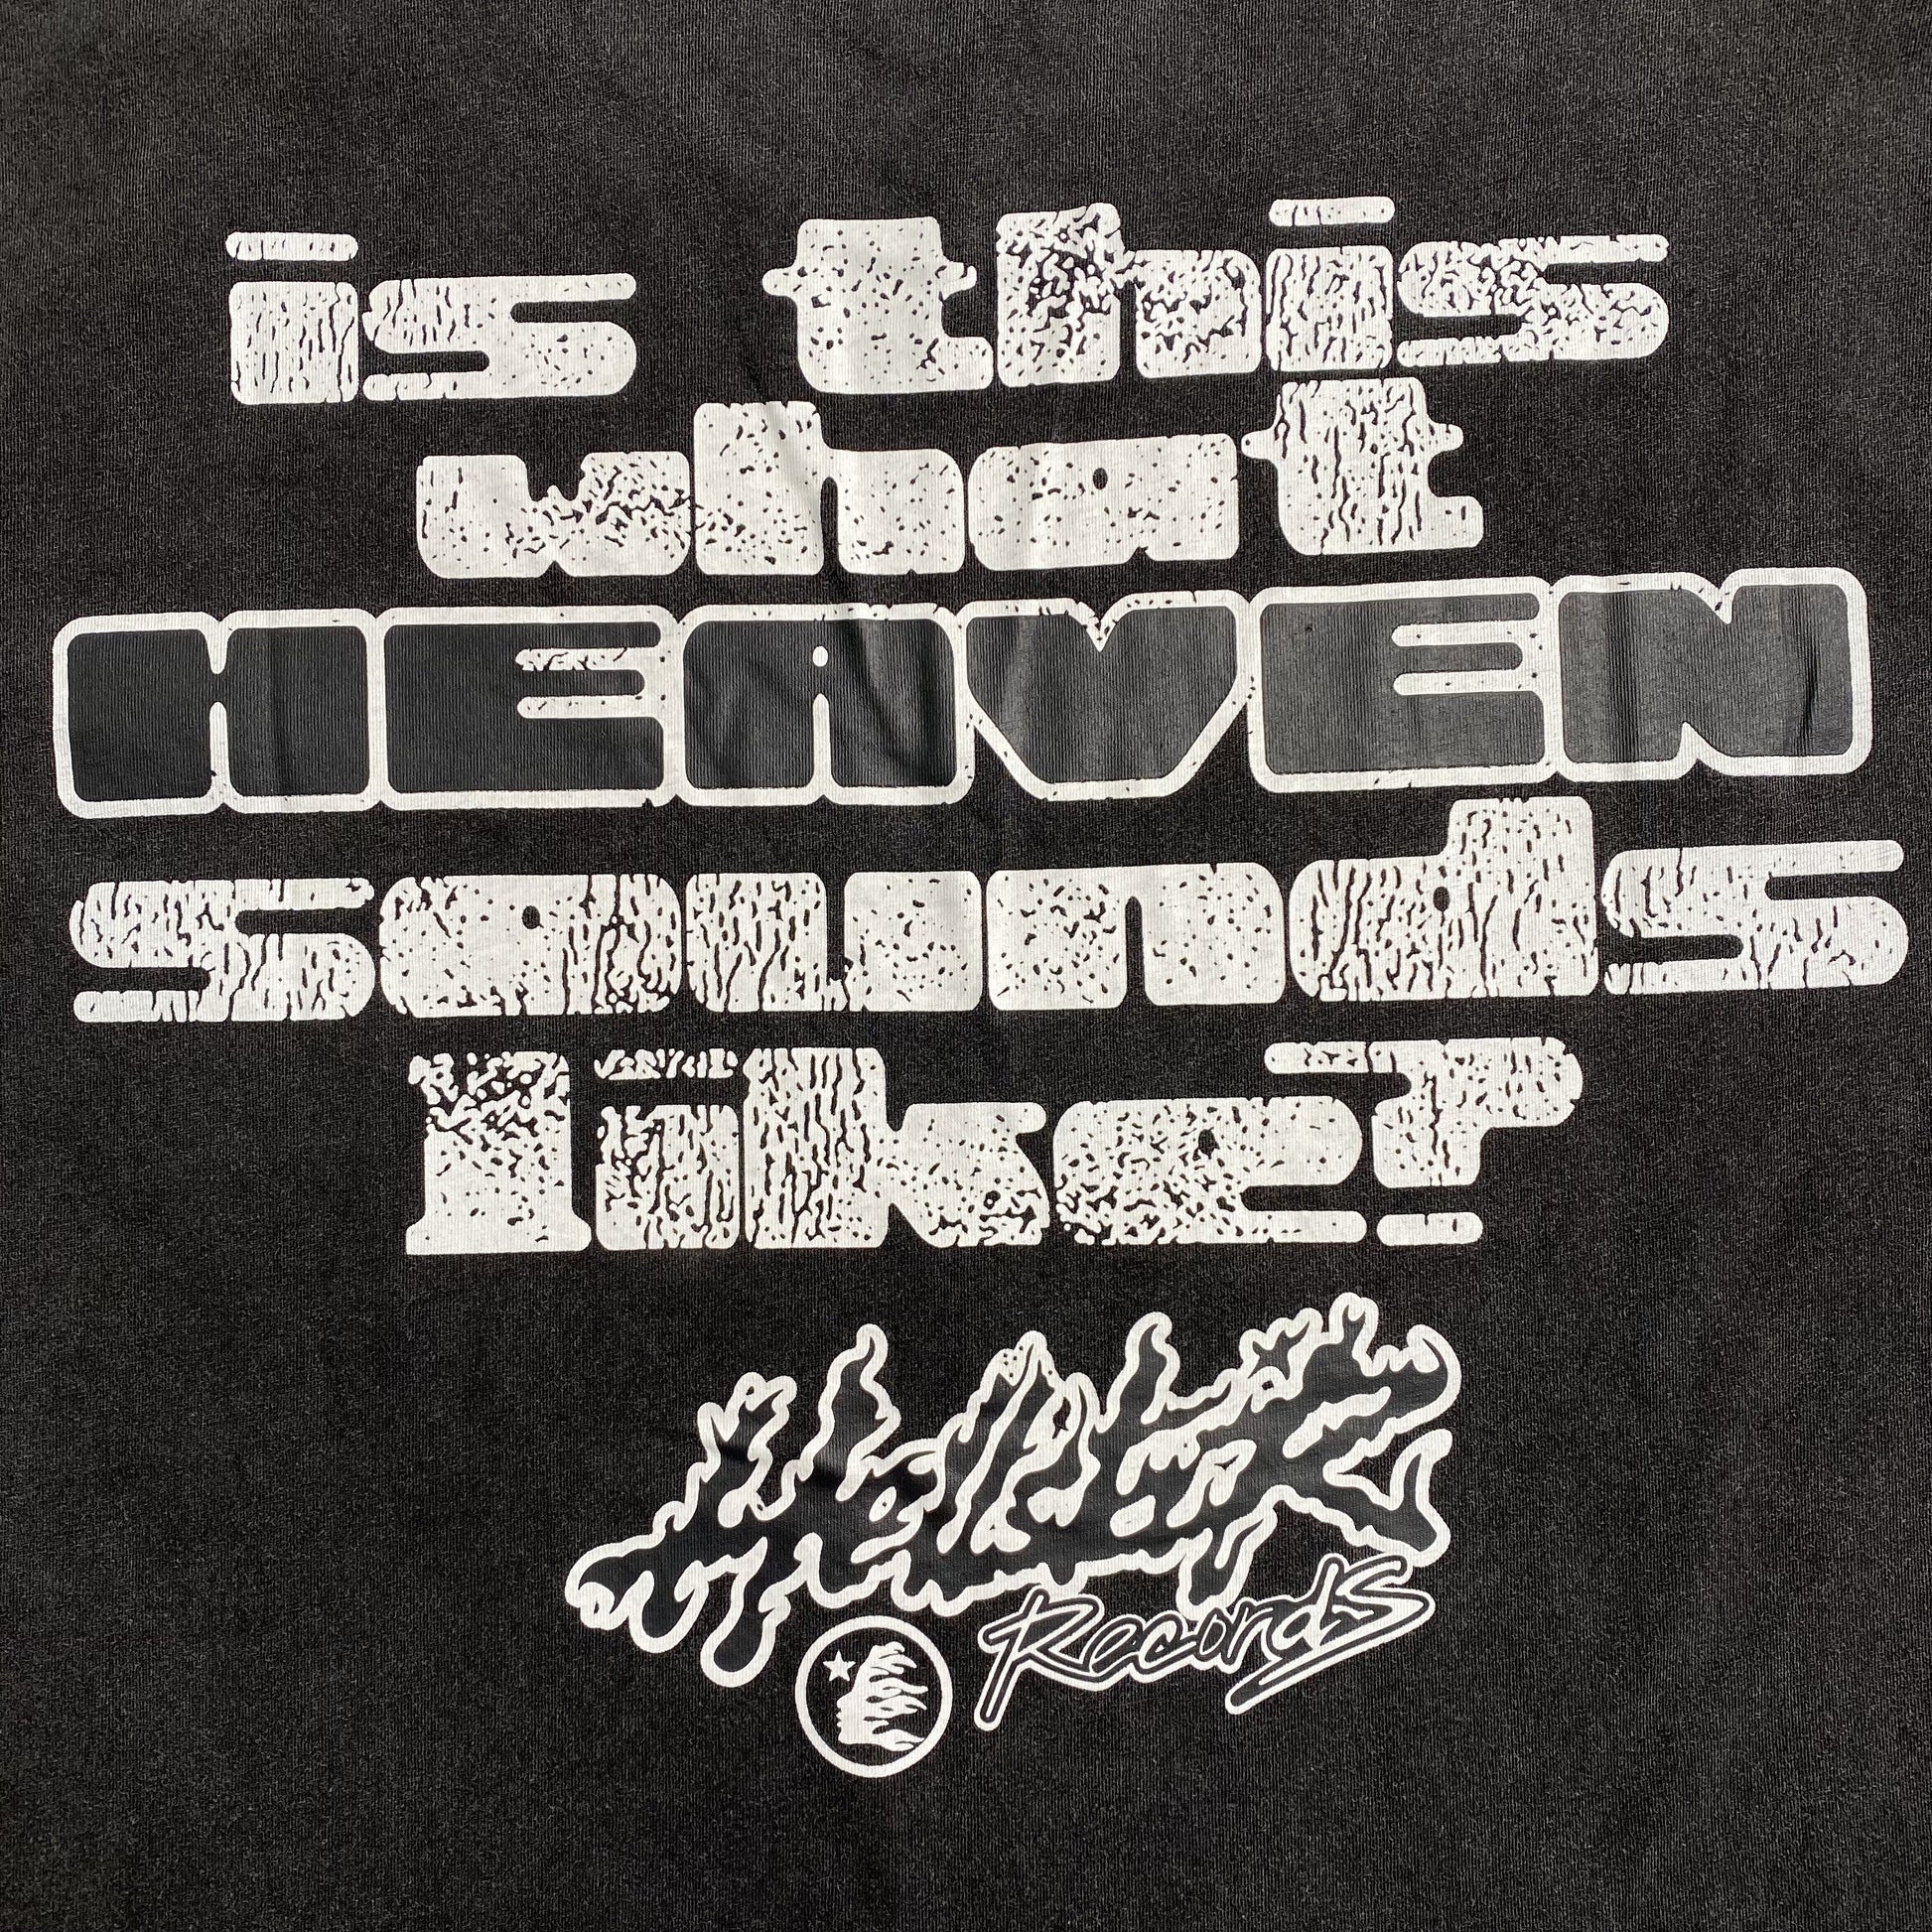 is this
what
HEAVEN
sounds
like?
Records